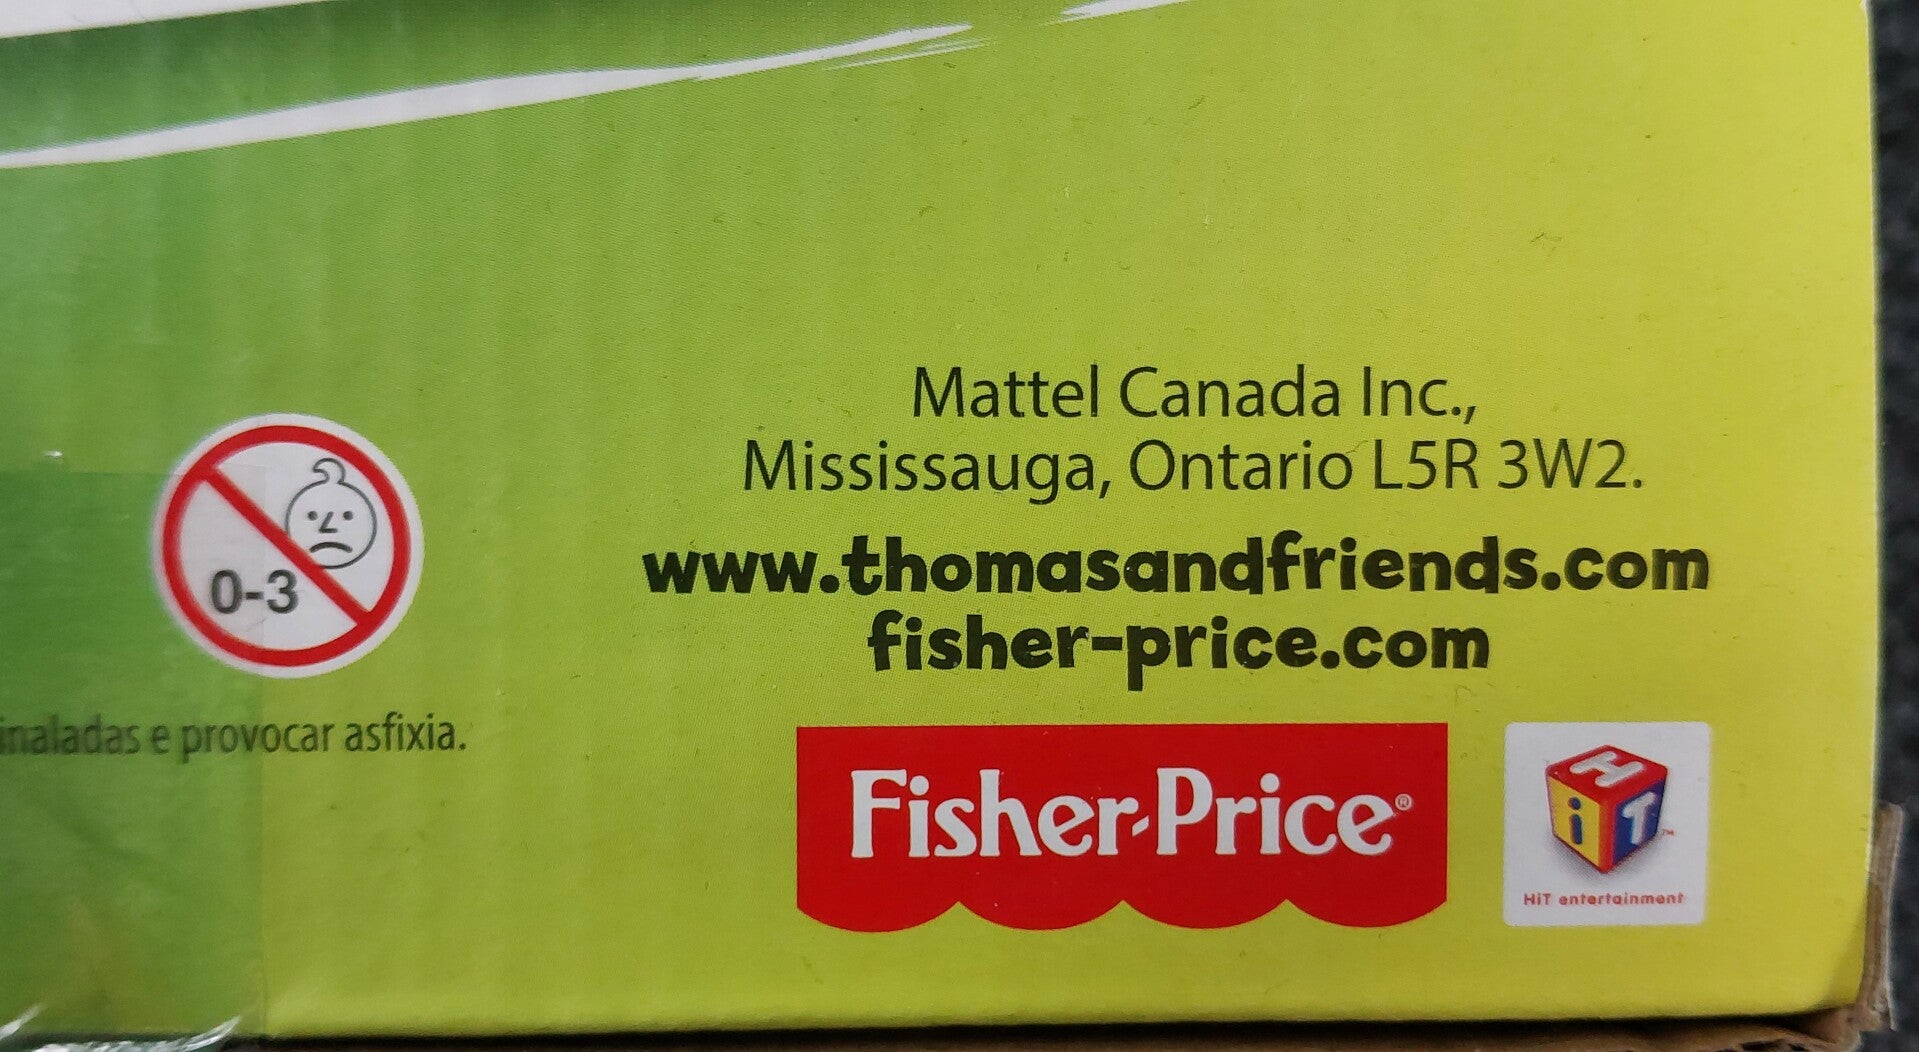 Mattel Canada Inc.,
Mississauga, Ontario L5R 3W2.
www.thomasandfriends.com
fisher-price.com
0-3
inaladas e provocar asfixia.
Fisher-Price®
HiT™
HiT entertainment